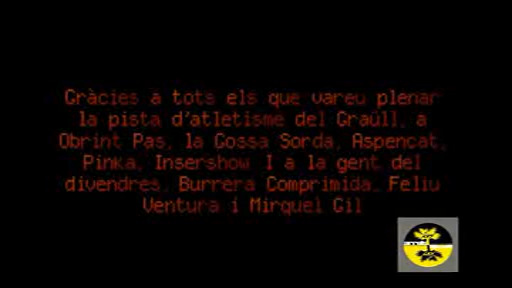 Gràcies a tots els que vareu plenar
la pista d'atletisme del Graüll, a
Obrint Pas, la Gossa Sorda, Aspencat,
Pinka, Insershow. I a la gent del
divendres, Burrera Comprimida, Feliu
Ventura i Mirquel Gil